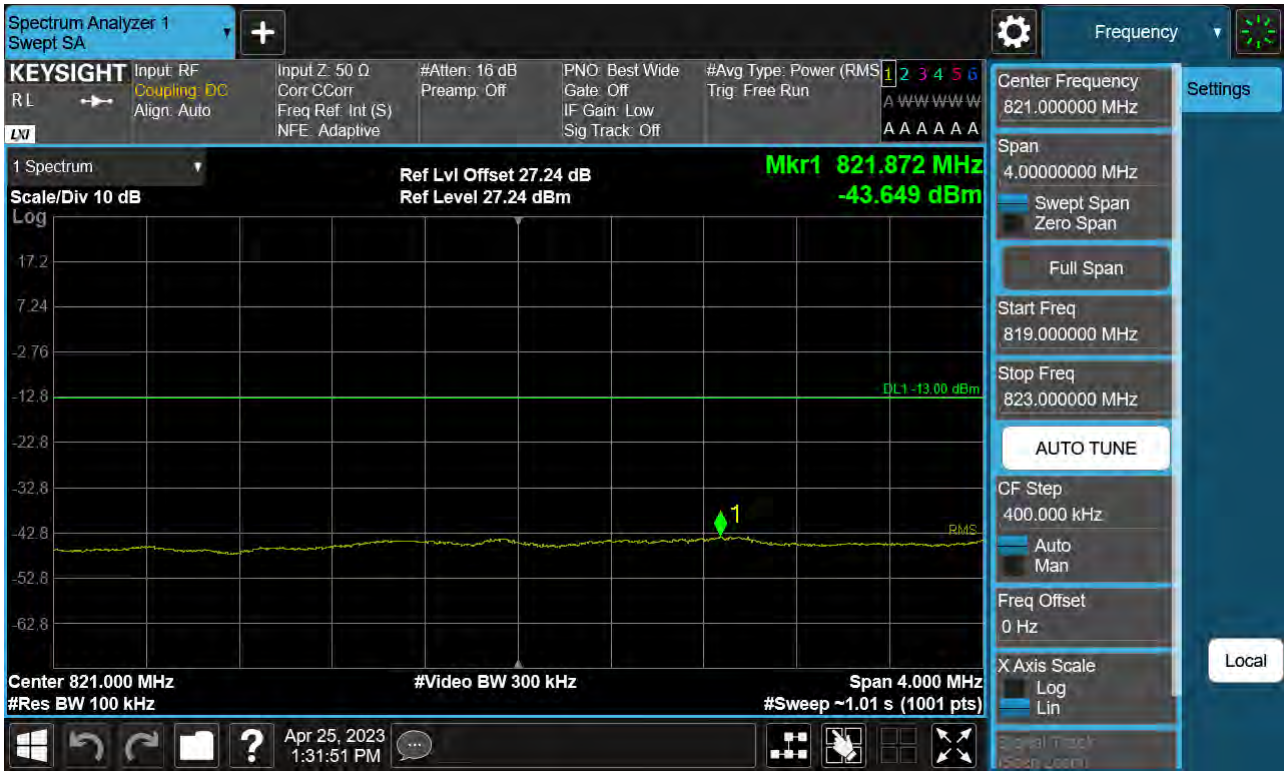 Spectrum Analyzer 1
Swept SA
+
Frequency
KEYSIGHT
RL
LXI
Input: RF
Coupling: DC
Align: Auto
Input Z: 50 Ω
Corr CCorr
Freq Ref: Int (S)
NFE: Adaptive
#Atten: 16 dB
Preamp: Off
PNO: Best Wide
Gate: Off
IF Gain: Low
Sig Track: Off
#Avg Type: Power (RMS
Trig: Free Run
1 2 3 4 5 6
A W W W W W
A A A A A A
1 Spectrum
Scale/Div 10 dB
Log
Ref Lvl Offset 27.24 dB
Ref Level 27.24 dBm
Mkr1 821.872 MHz
-43.649 dBm
17.2
7.24
-2.76
-12.8
-22.8
-32.8
-42.8
-52.8
-62.8
DL1 -13.00 dBm
1
RMS
Center 821.000 MHz
#Res BW 100 kHz
#Video BW 300 kHz
Span 4.000 MHz
#Sweep ~1.01 s (1001 pts)
Center Frequency
821.000000 MHz
Span
4.00000000 MHz
Swept Span
Zero Span
Full Span
Start Freq
819.000000 MHz
Stop Freq
823.000000 MHz
AUTO TUNE
CF Step
400.000 kHz
Auto
Man
Freq Offset
0 Hz
X Axis Scale
Log
Lin
Signal Track
(Span Zoom)
Settings
Local
?
Apr 25, 2023
1:31:51 PM